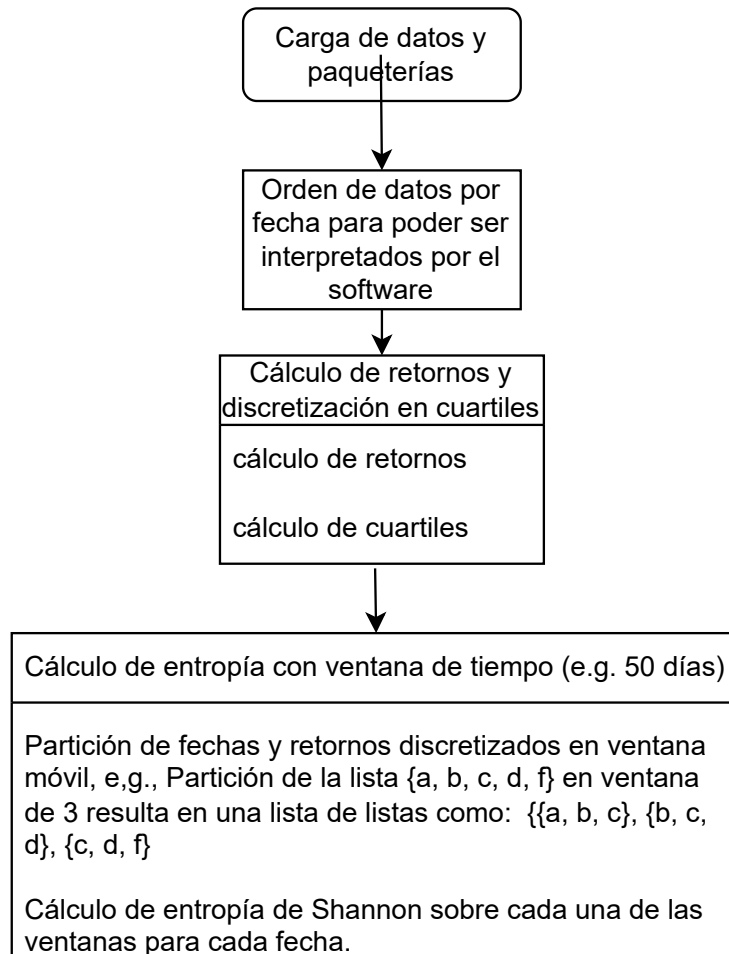 Carga de datos y
paqueterías
Orden de datos por
fecha para poder ser
interpretados por el
software
Cálculo de retornos y
discretización en cuartiles
cálculo de retornos
cálculo de cuartiles
Cálculo de entropía con ventana de tiempo (e.g. 50 días)
Partición de fechas y retornos discretizados en ventana
móvil, e,g., Partición de la lista {a, b, c, d, f} en ventana
de 3 resulta en una lista de listas como:  {{a, b, c}, {b, c,
d}, {c, d, f}
Cálculo de entropía de Shannon sobre cada una de las
ventanas para cada fecha.